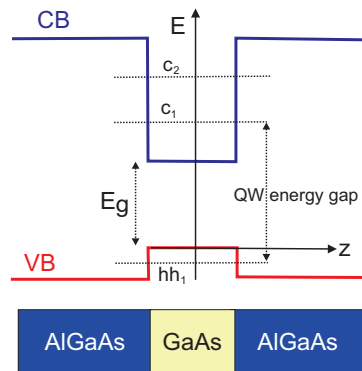 CB
E
c2
c1
Eg
QW energy gap
z
VB
hh1
AlGaAs
GaAs
AlGaAs